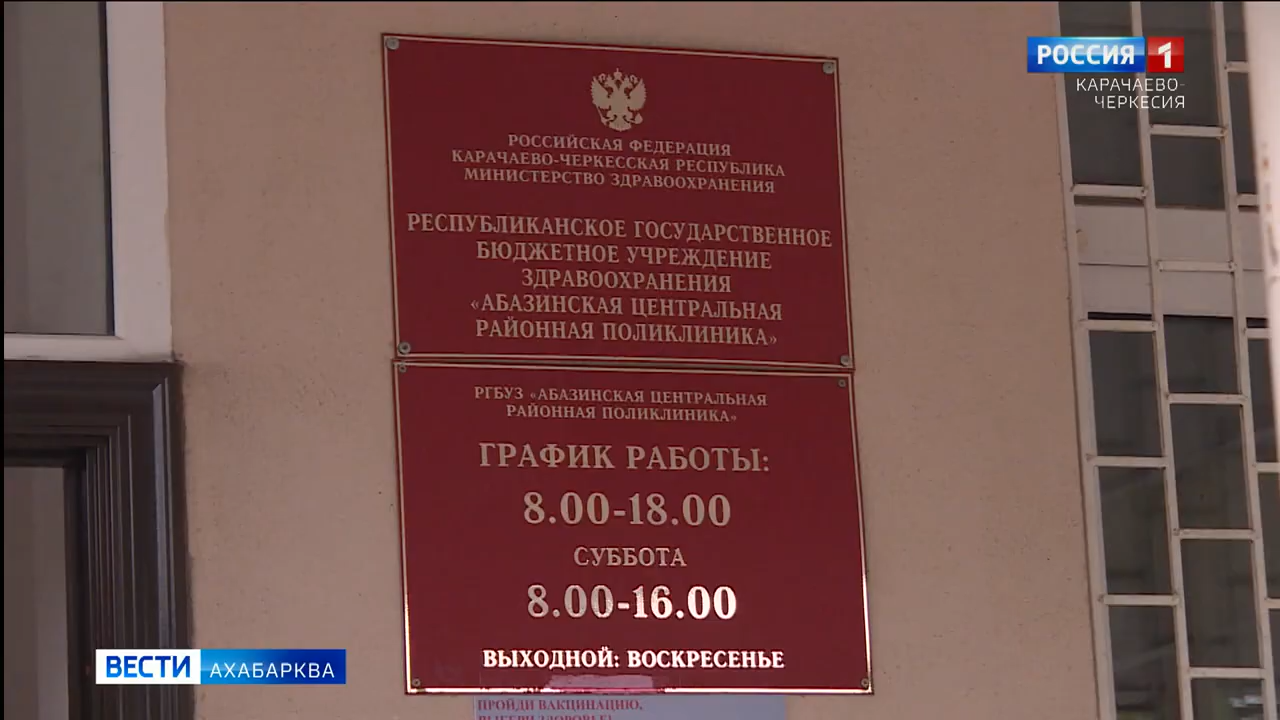 РОССИЯ 1
КАРАЧАЕВО-
ЧЕРКЕСИЯ
РОССИЙСКАЯ ФЕДЕРАЦИЯ
КАРАЧАЕВО-ЧЕРКЕССКАЯ РЕСПУБЛИКА
МИНИСТЕРСТВО ЗДРАВООХРАНЕНИЯ
РЕСПУБЛИКАНСКОЕ ГОСУДАРСТВЕННОЕ
БЮДЖЕТНОЕ УЧРЕЖДЕНИЕ
ЗДРАВООХРАНЕНИЯ
«АБАЗИНСКАЯ ЦЕНТРАЛЬНАЯ
РАЙОННАЯ ПОЛИКЛИНИКА»
РГБУЗ «АБАЗИНСКАЯ ЦЕНТРАЛЬНАЯ
РАЙОННАЯ ПОЛИКЛИНИКА»
ГРАФИК РАБОТЫ:
8.00-18.00
СУББОТА
8.00-16.00
ВЫХОДНОЙ: ВОСКРЕСЕНЬЕ
ВЕСТИ АХАБАРКВА
ПРОЙДИ ВАКЦИНАЦИЮ,